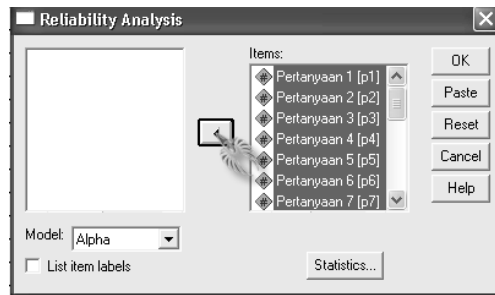 Reliability Analysis
Items:
Pertanyaan 1 [p1]
Pertanyaan 2 [p2]
Pertanyaan 3 [p3]
Pertanyaan 4 [p4]
Pertanyaan 5 [p5]
Pertanyaan 6 [p6]
Pertanyaan 7 [p7]
OK
Paste
Reset
Cancel
Help
Model: Alpha
List item labels
Statistics...